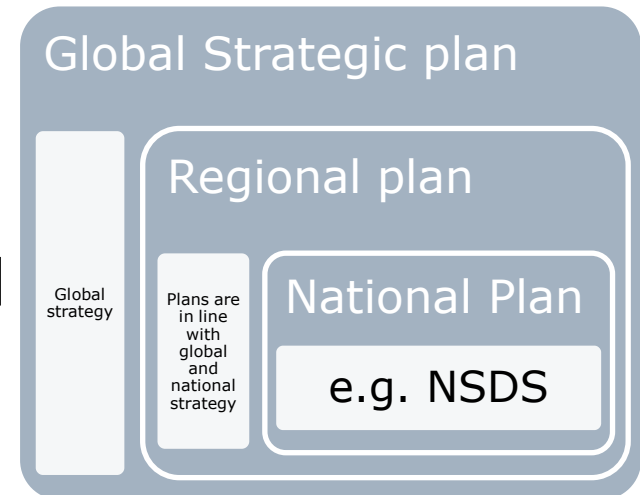 Global Strategic plan
Regional plan
National Plan
Global
strategy
Plans are
in line
with
global
and
national
strategy
e.g. NSDS